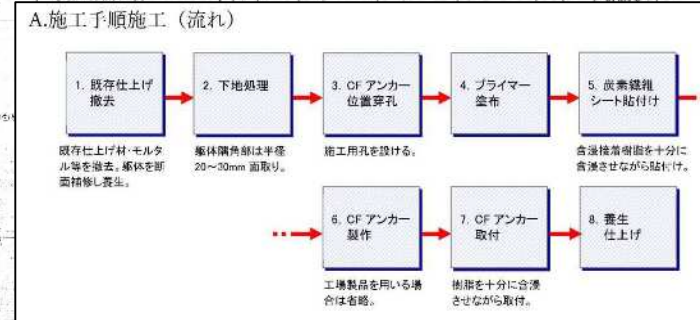 A.施工手順施工（流れ）
1. 既存仕上げ
撤去
2. 下地処理
3. CF アンカー
位置穿孔
4. プライマー
塗布
5. 炭素繊維
シート貼付け
既存仕上げ材・モルタ
ル等を撤去。躯体を断
面補修し養生。
躯体隅角部は半径
20～30mm 面取り。
施工用孔を設ける。
含浸接着樹脂を十分に
含浸させながら貼付け。
6. CF アンカー
製作
7. CF アンカー
取付
8. 養生
仕上げ
工場製品を用いる場
合は省略。
樹脂を十分に含浸
させながら取付。